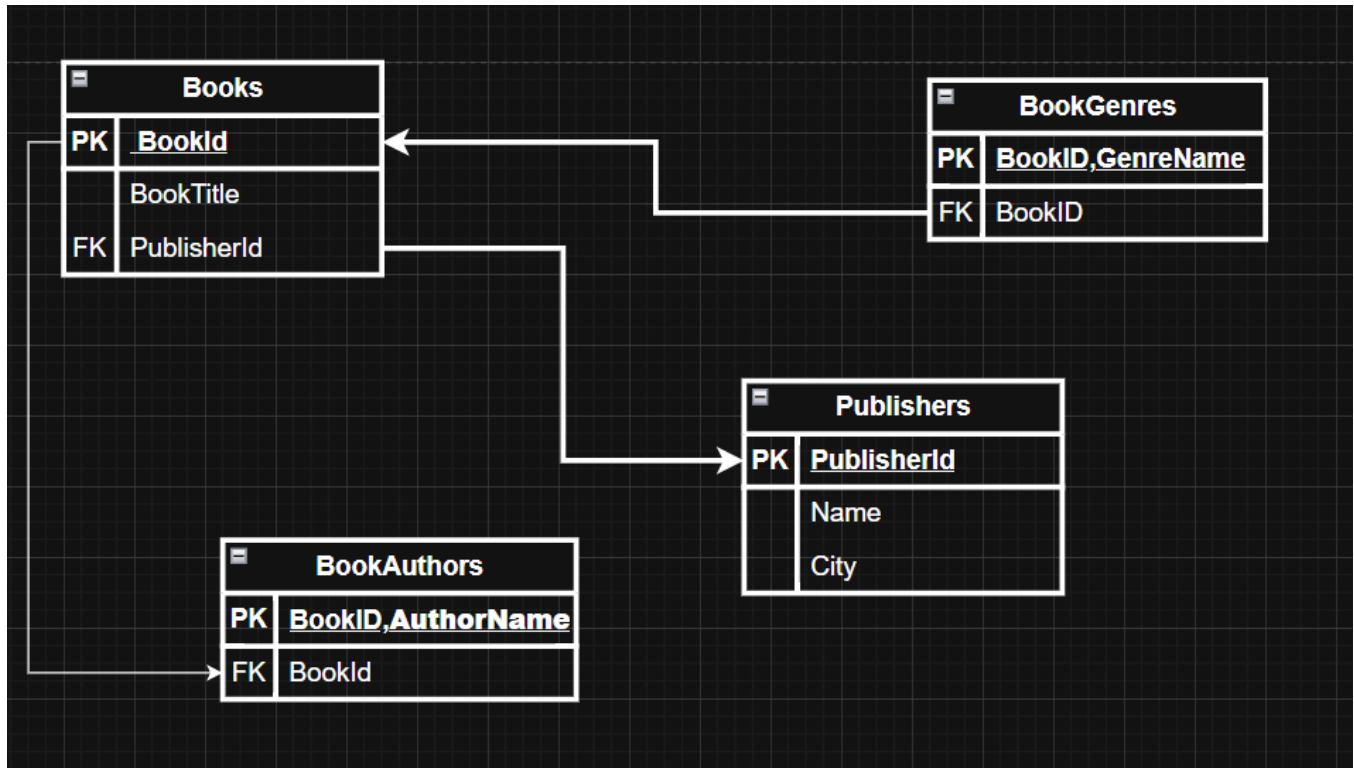 Books
PK BookId
BookTitle
FK PublisherId
BookGenres
PK BookID,GenreName
FK BookID
Publishers
PK PublisherId
Name
City
BookAuthors
PK BookID,AuthorName
FK BookId